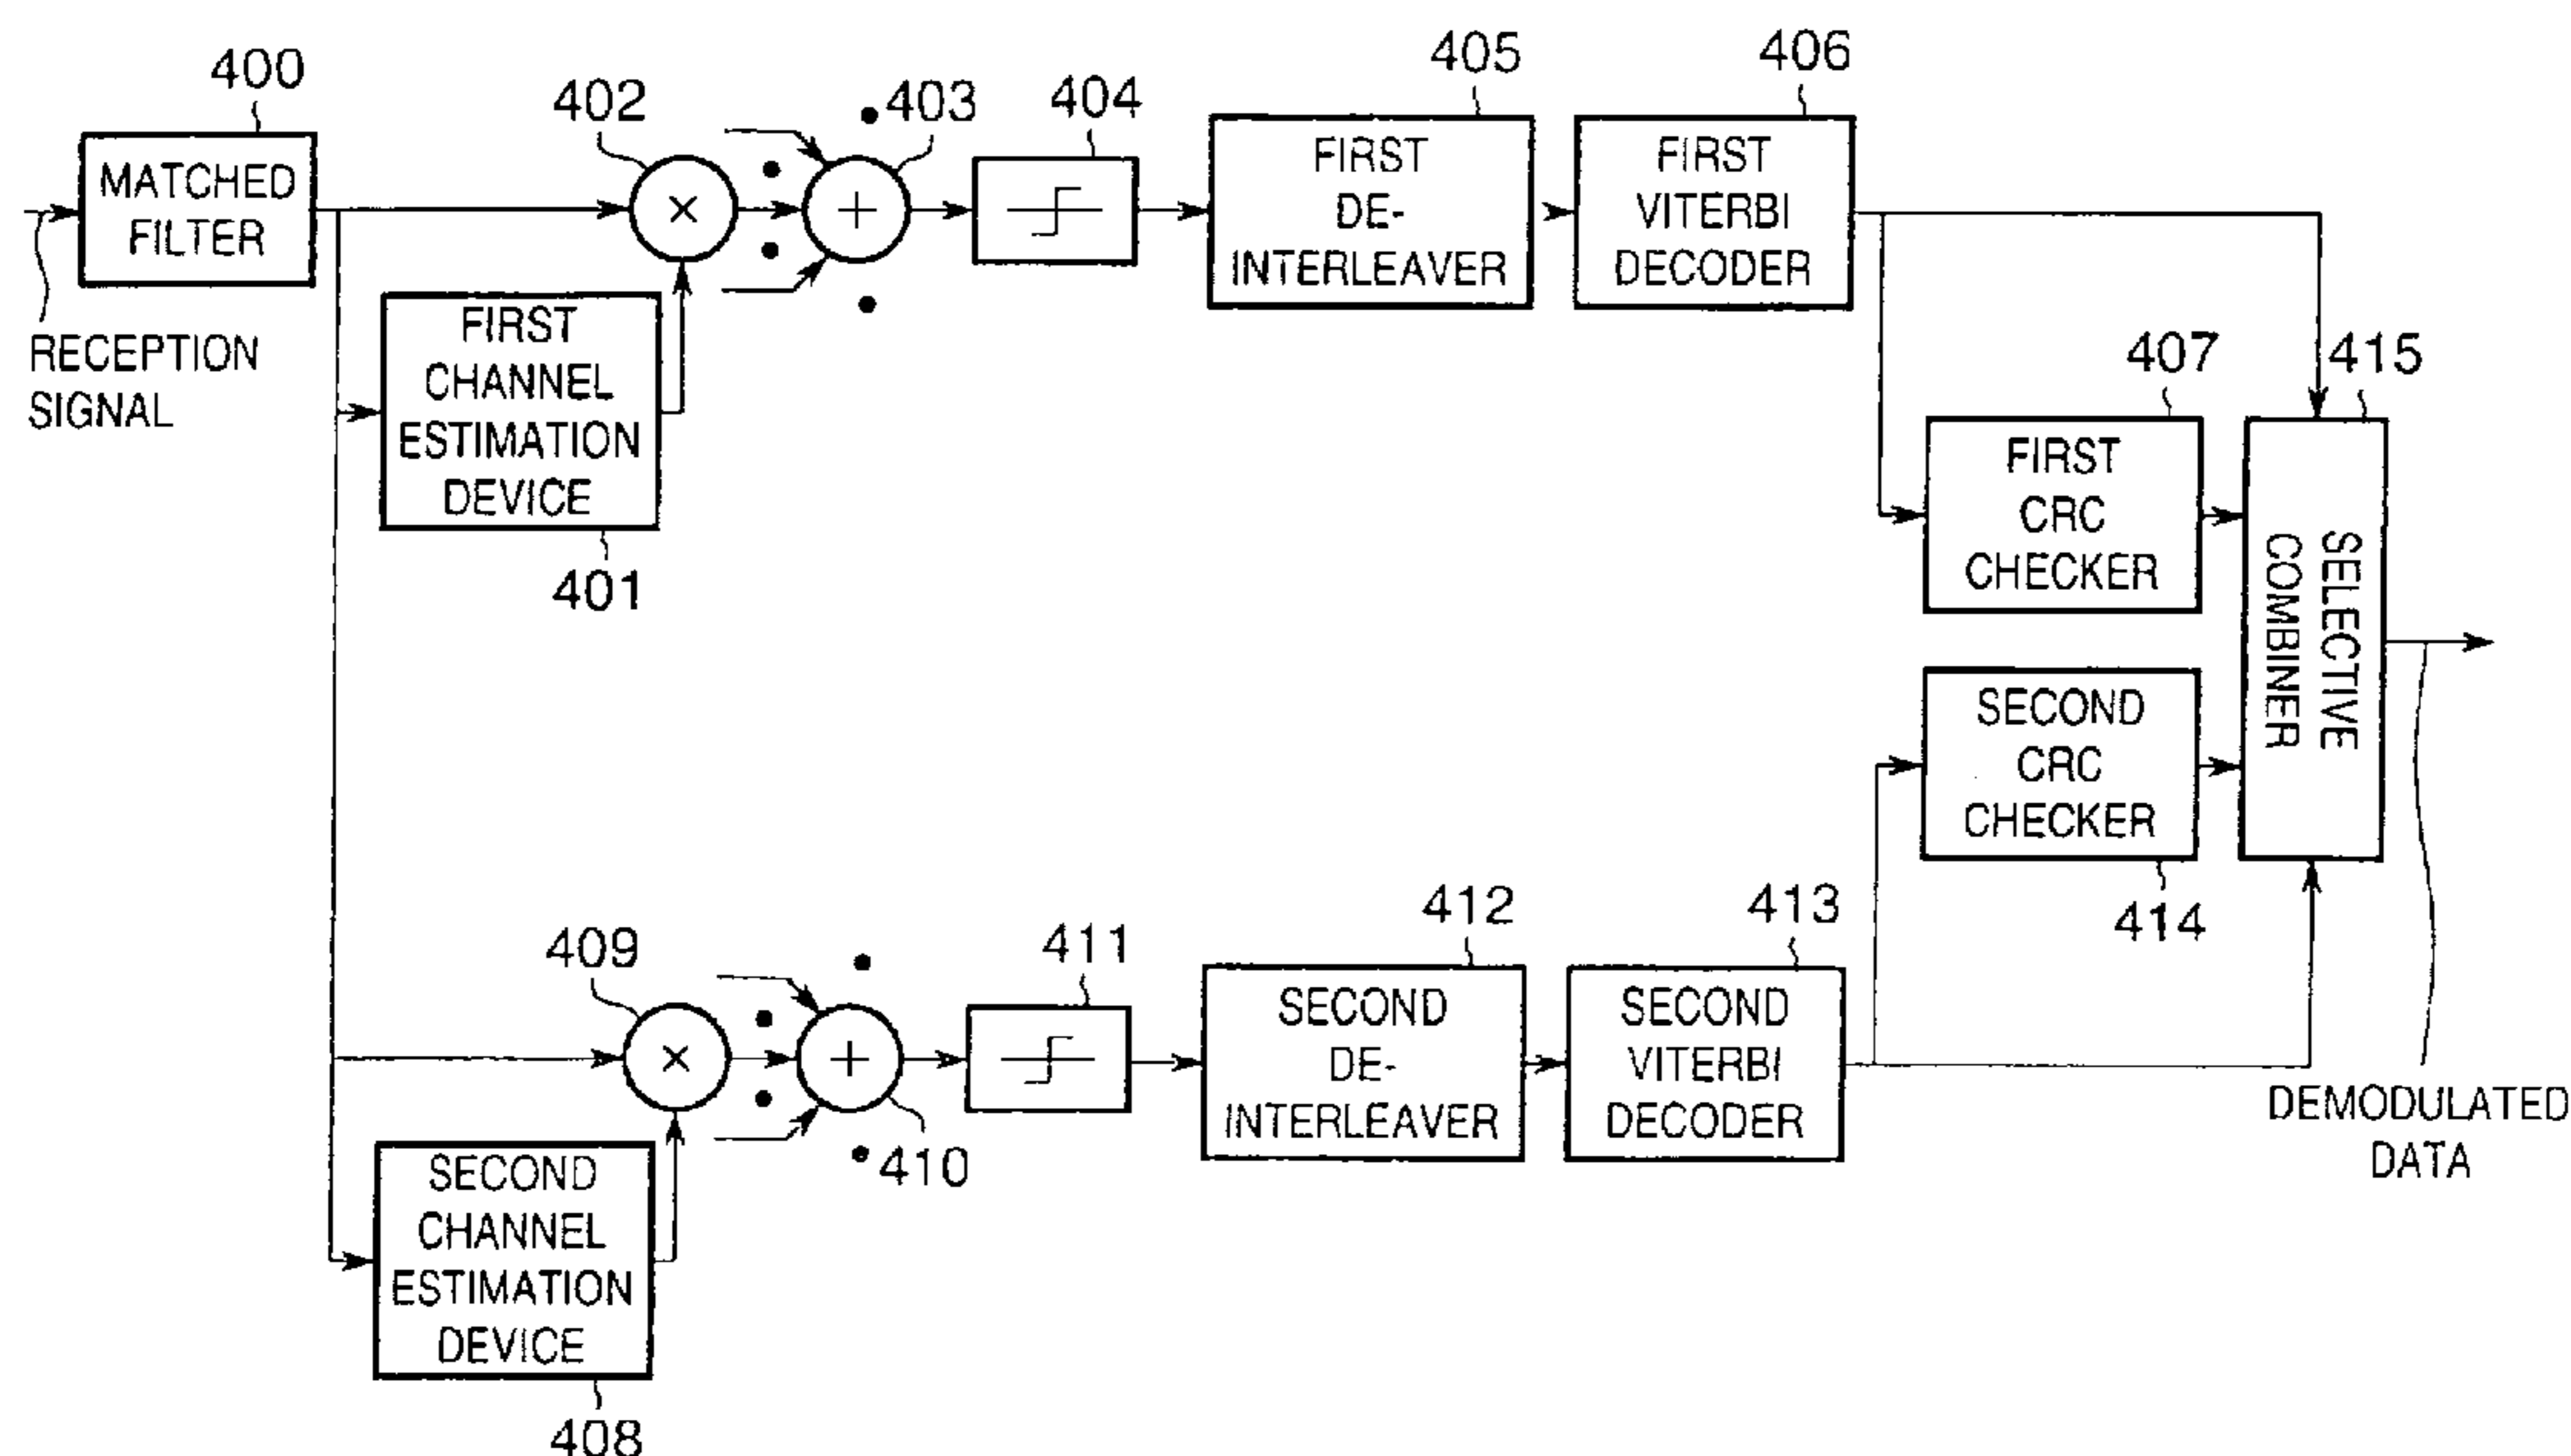 400
MATCHED
FILTER
RECEPTION
SIGNAL
402
×
403
+
404
405
FIRST
DE-
INTERLEAVER
406
FIRST
VITERBI
DECODER
FIRST
CHANNEL
ESTIMATION
DEVICE
401
407
FIRST
CRC
CHECKER
415
SELECTIVE
COMBINER
SECOND
CRC
CHECKER
414
409
×
410
+
411
412
SECOND
DE-
INTERLEAVER
413
SECOND
VITERBI
DECODER
DEMODULATED
DATA
SECOND
CHANNEL
ESTIMATION
DEVICE
408